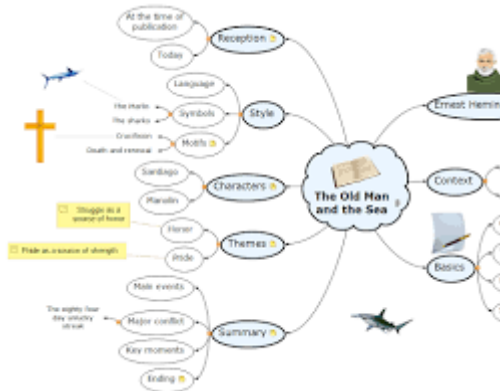 At the time of
publication
Reception
Today
Language
Style
Symbols
The sharks
Motifs
Crucifixion
Death and renewal
Santiago
Characters
Manolin
Struggle as a
source of honor
Honor
Themes
Pride as a source of strength
Pride
Main events
The eighty four
day unlucky
streak
Major conflict
Summary
Key moments
Ending
The Old Man
and the Sea
Ernest Hemin
Context
Basics